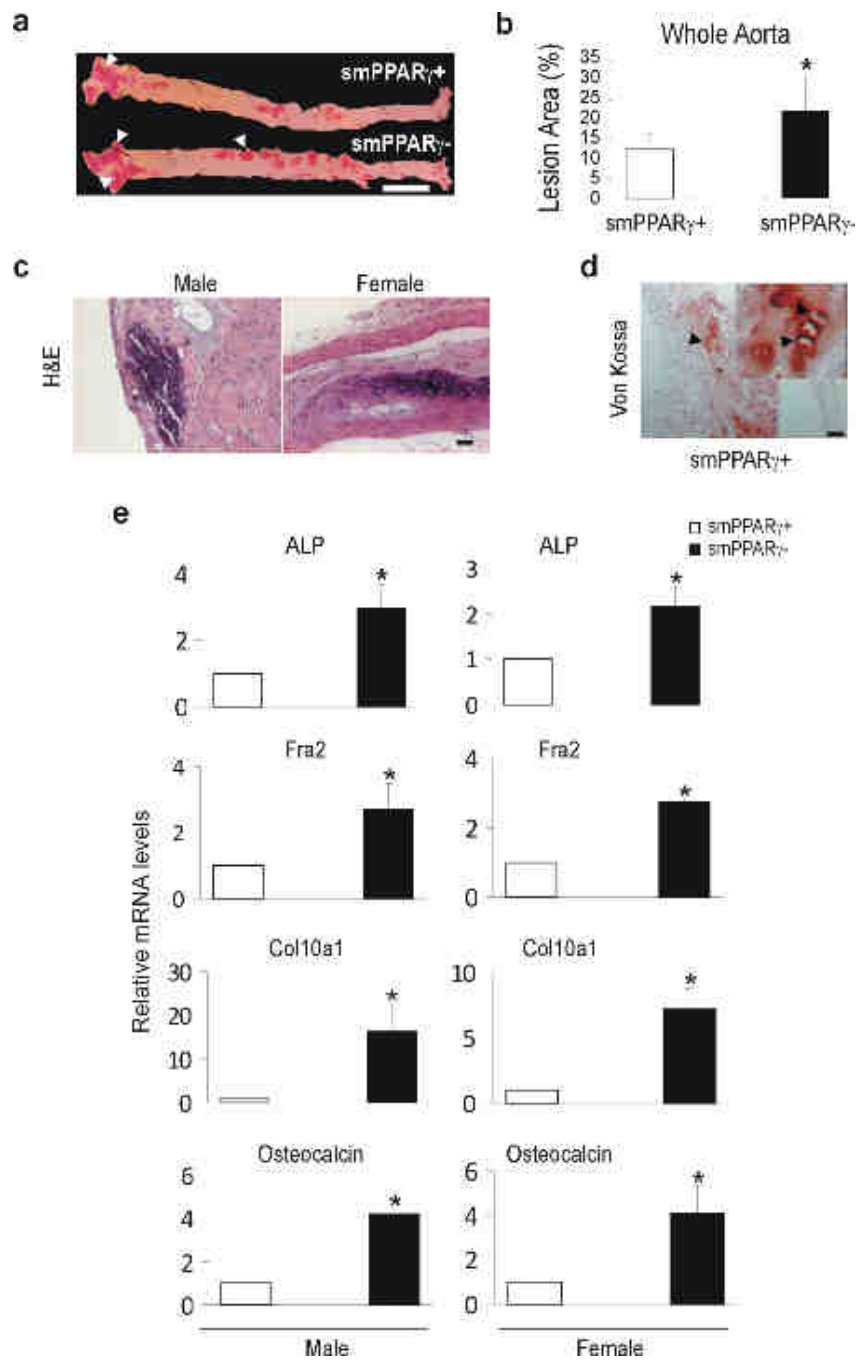 a
smPPARγ+
smPPARγ-
b
Whole Aorta
Lesion Area (%)
35
30
25
20
15
10
5
0
*
smPPARγ+
smPPARγ-
c
Male
Female
H&E
d
Von Kossa
smPPARγ+
e
smPPARγ+
smPPARγ-
Relative mRNA levels
ALP
4
2
0
*
ALP
3
2
1
0
*
Fra2
4
2
0
*
Fra2
4
2
0
*
Col10a1
30
20
10
0
*
Col10a1
10
5
0
*
Osteocalcin
6
4
2
0
*
Osteocalcin
6
4
2
0
*
Male
Female